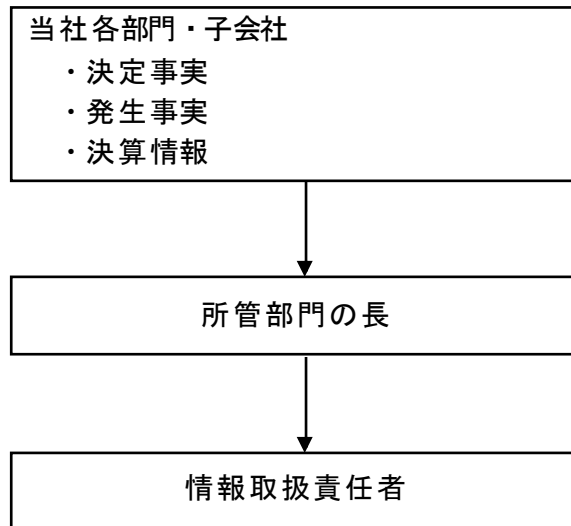 当社各部門・子会社
・決定事実
・発生事実
・決算情報
所管部門の長
情報取扱責任者